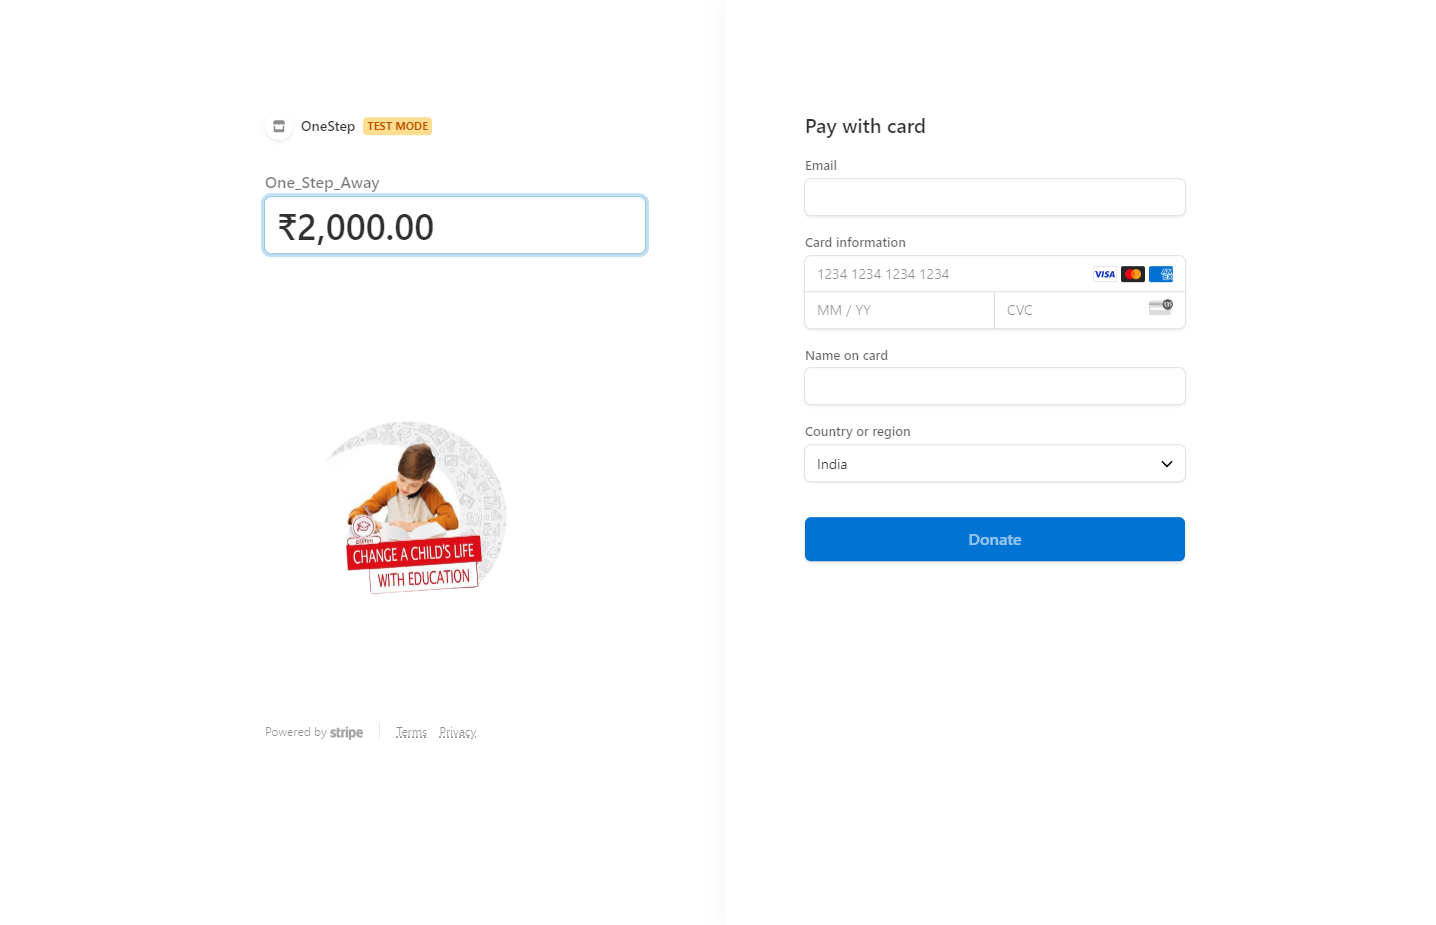 OneStep TEST MODE
One_Step_Away
₹2,000.00
CHANGE A CHILD'S LIFE
WITH EDUCATION
Powered by stripe
Terms Privacy
Pay with card
Email
Card information
1234 1234 1234 1234 VISA
MM / YY CVC 135
Name on card
Country or region
India
Donate